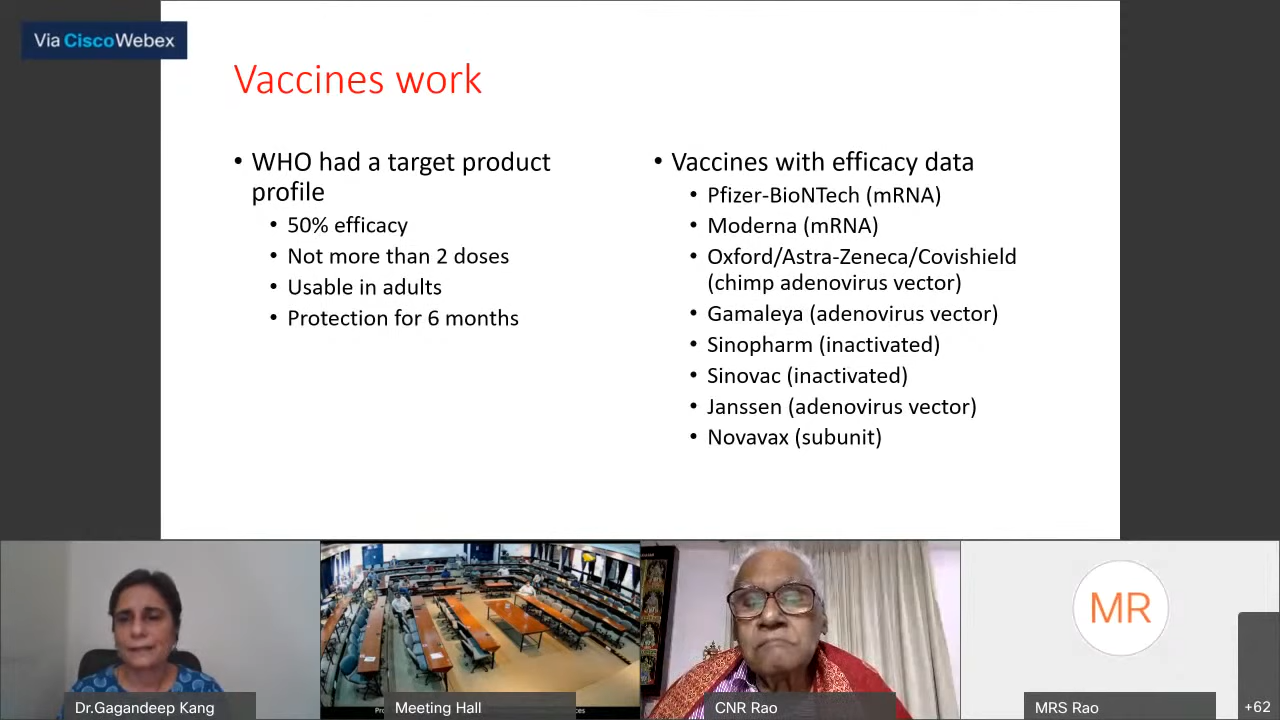 Via Cisco Webex
Vaccines work
• WHO had a target product
profile
• 50% efficacy
• Not more than 2 doses
• Usable in adults
• Protection for 6 months
• Vaccines with efficacy data
• Pfizer-BioNTech (mRNA)
• Moderna (mRNA)
• Oxford/Astra-Zeneca/Covishield
(chimp adenovirus vector)
• Gamaleya (adenovirus vector)
• Sinopharm (inactivated)
• Sinovac (inactivated)
• Janssen (adenovirus vector)
• Novavax (subunit)
MR
Dr.Gagandeep Kang
Meeting Hall
CNR Rao
MRS Rao
+62